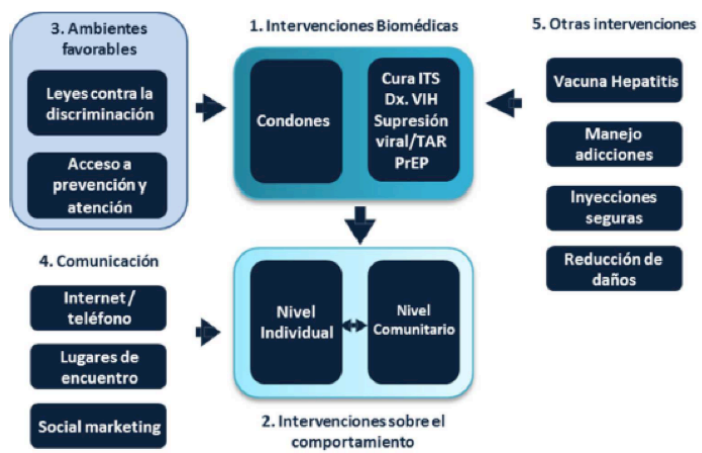 3. Ambientes
favorables
Leyes contra la
discriminación
Acceso a
prevención y
atención
1. Intervenciones Biomédicas
Condones
Cura ITS
Dx. VIH
Supresión
viral/TAR
PrEP
5. Otras intervenciones
Vacuna Hepatitis
Manejo
adicciones
Inyecciones
seguras
Reducción de
daños
4. Comunicación
Internet/
teléfono
Lugares de
encuentro
Social marketing
Nivel
Individual
Nivel
Comunitario
2. Intervenciones sobre el
comportamiento